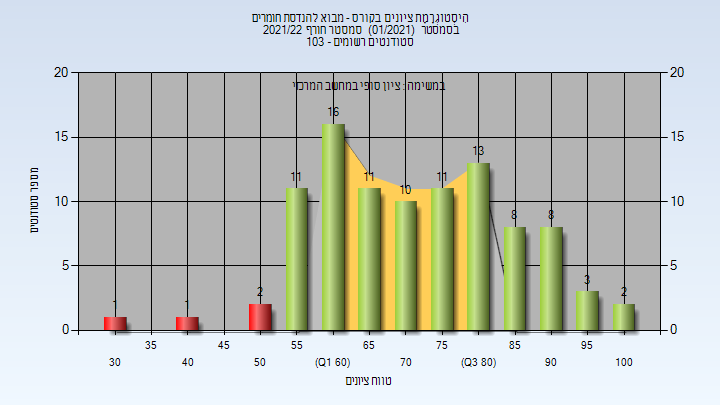 הִיסְטוֹגְרָמַת ציונים בקורס - מבוא להנדסת חומרים
בסמסטר (01/2021) סמסטר חורף 2021/22
סטודנטים רשומים - 103
במשימה : ציון סופי במחשב המרכזי
מספר סטודנטים
20 20
15 15
10 10
5 5
0 0
1 1 2 11 16 11 10 11 13 8 8 3 2
35 45 55 65 75 85 95
30 40 50 (Q1 60) 70 (Q3 80) 90 100
טווח ציונים